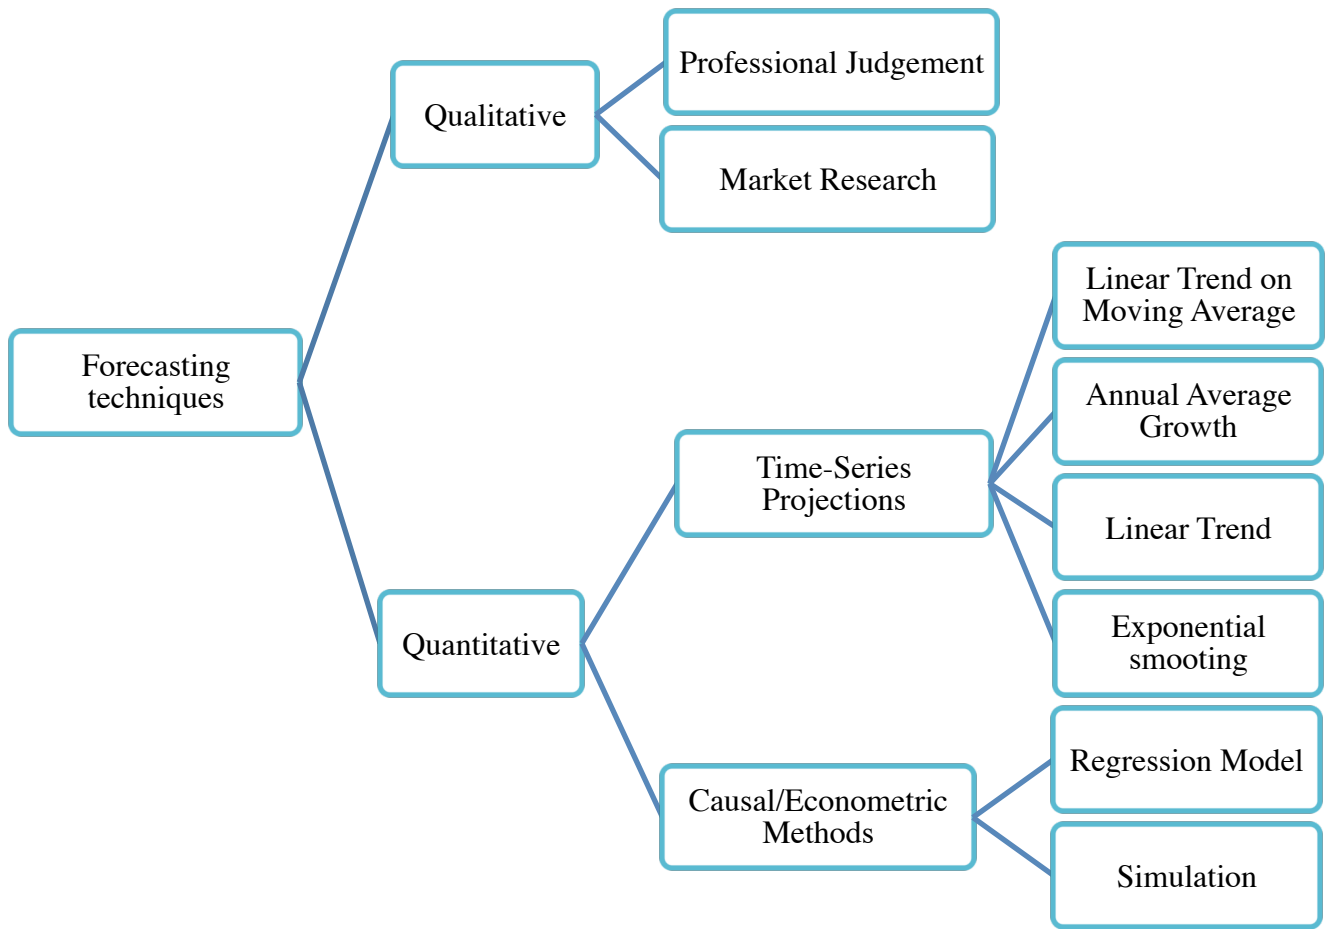 Professional Judgement
Qualitative
Market Research
Linear Trend on
Moving Average
Forecasting
techniques
Annual Average
Growth
Time-Series
Projections
Linear Trend
Quantitative
Exponential
smooting
Regression Model
Causal/Econometric
Methods
Simulation